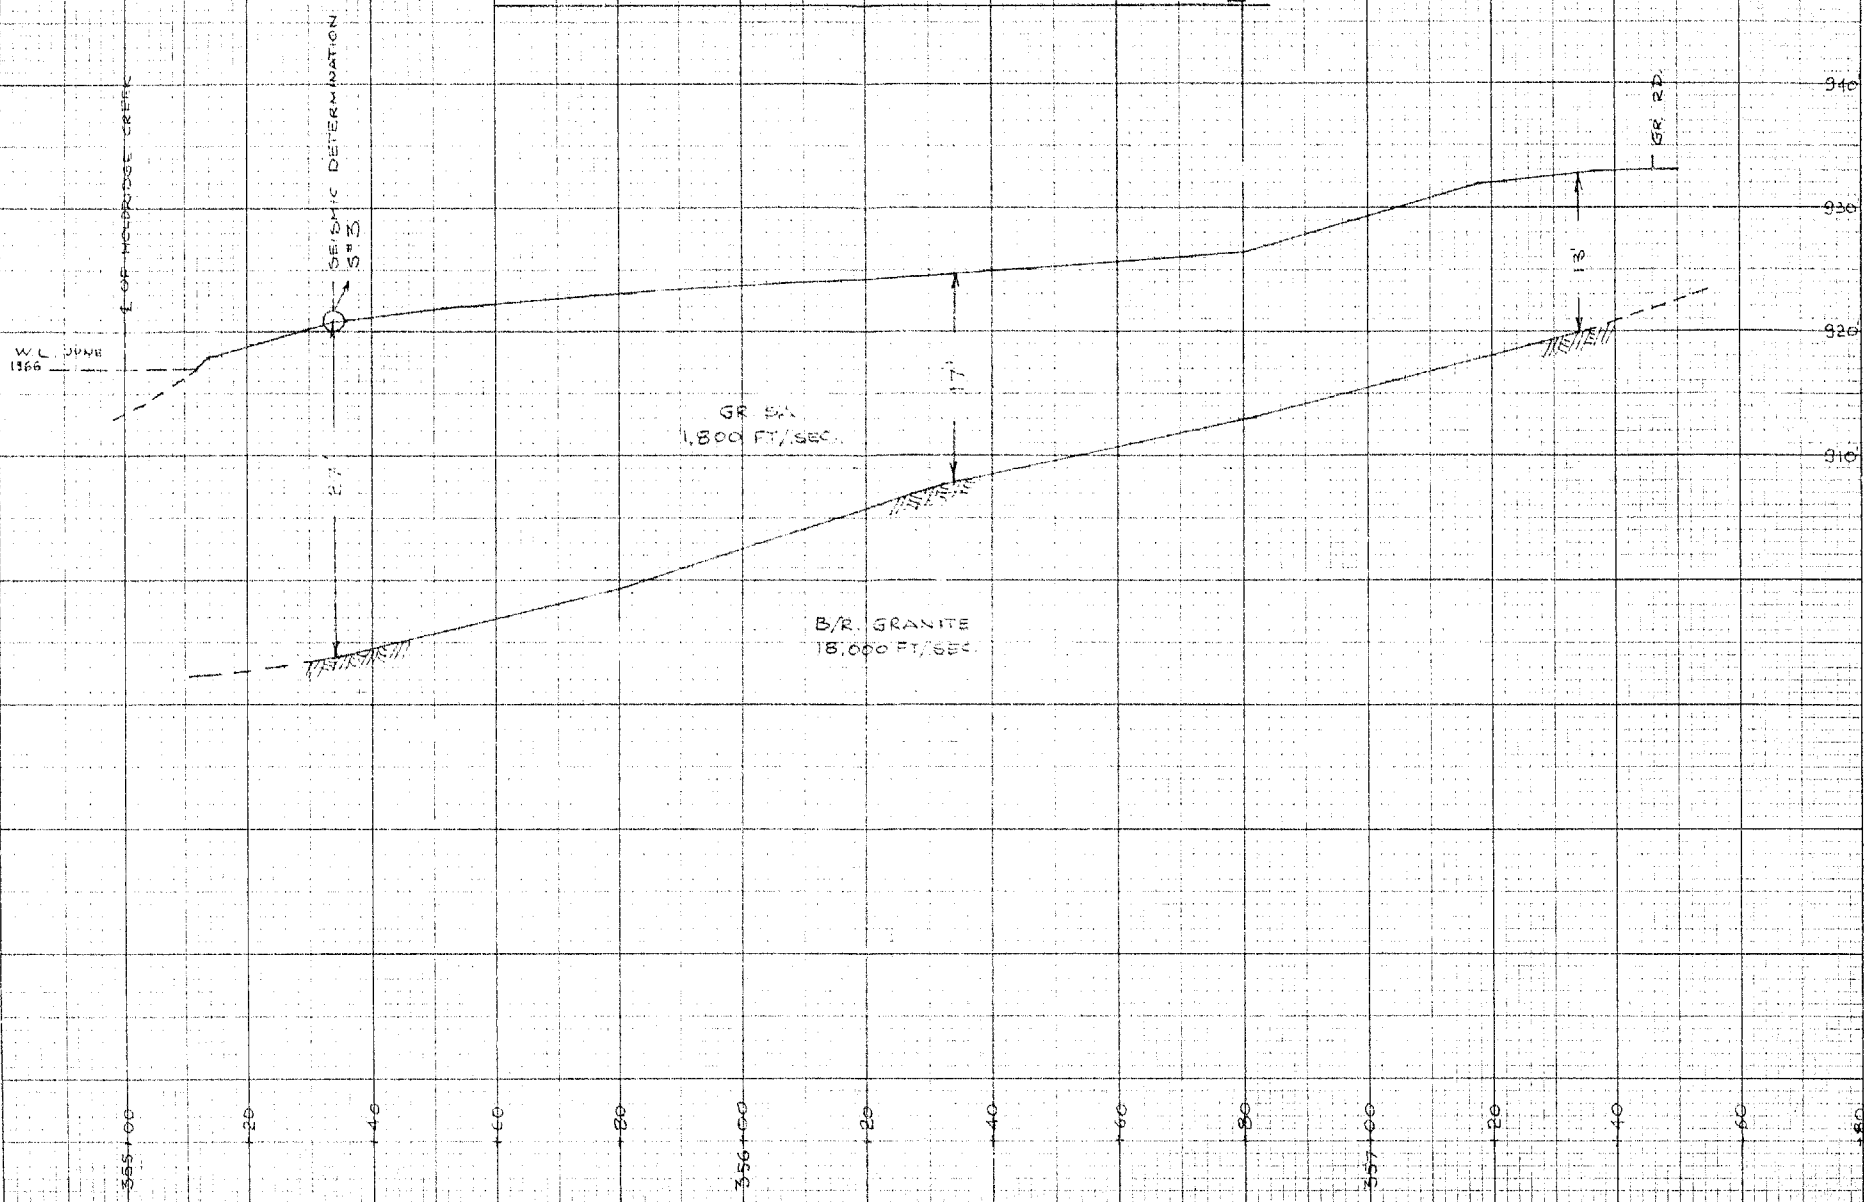 ℄ OF HOLDRIDGE CREEK
SEISMIC DETERMINATION
S#3
GR. RD.
940'
930'
920'
910'
W.L. JUNE
1966
27'
17'
13'
GR SA
1,800 FT/SEC.
B/R. GRANITE
18,000 FT/SEC.
355+00
+20
+40
+60
+80
356+00
+20
+40
+60
+80
357+00
+20
+40
+60
+80